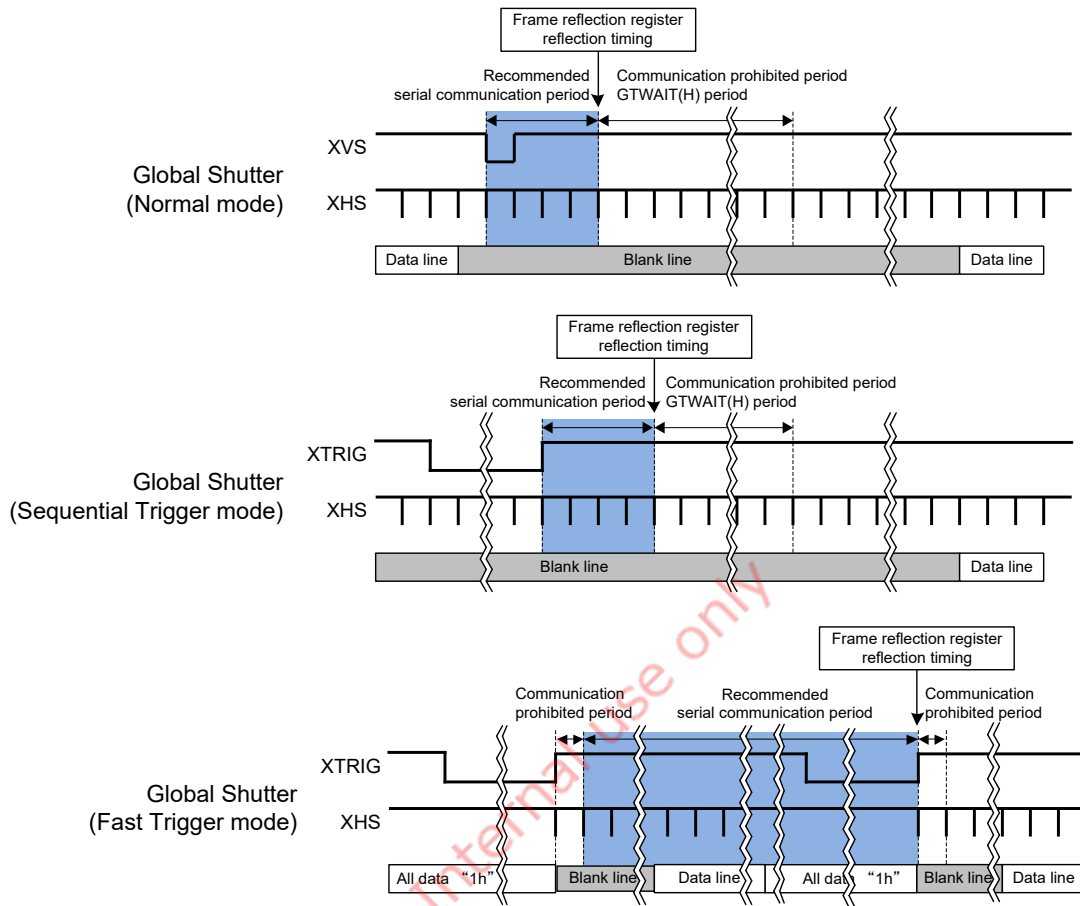 Frame reflection register
reflection timing
Recommended
serial communication period
Communication prohibited period
GTWAIT(H) period
XVS
Global Shutter
(Normal mode)
XHS
Data line
Blank line
Data line
Frame reflection register
reflection timing
Recommended
serial communication period
Communication prohibited period
GTWAIT(H) period
XTRIG
Global Shutter
(Sequential Trigger mode)
XHS
Blank line
Data line
Frame reflection register
reflection timing
Communication
prohibited period
Recommended
serial communication period
Communication
prohibited period
XTRIG
Global Shutter
(Fast Trigger mode)
XHS
All data “1h”
Blank line
Data line
All data “1h”
Blank line
Data line
Internal use only